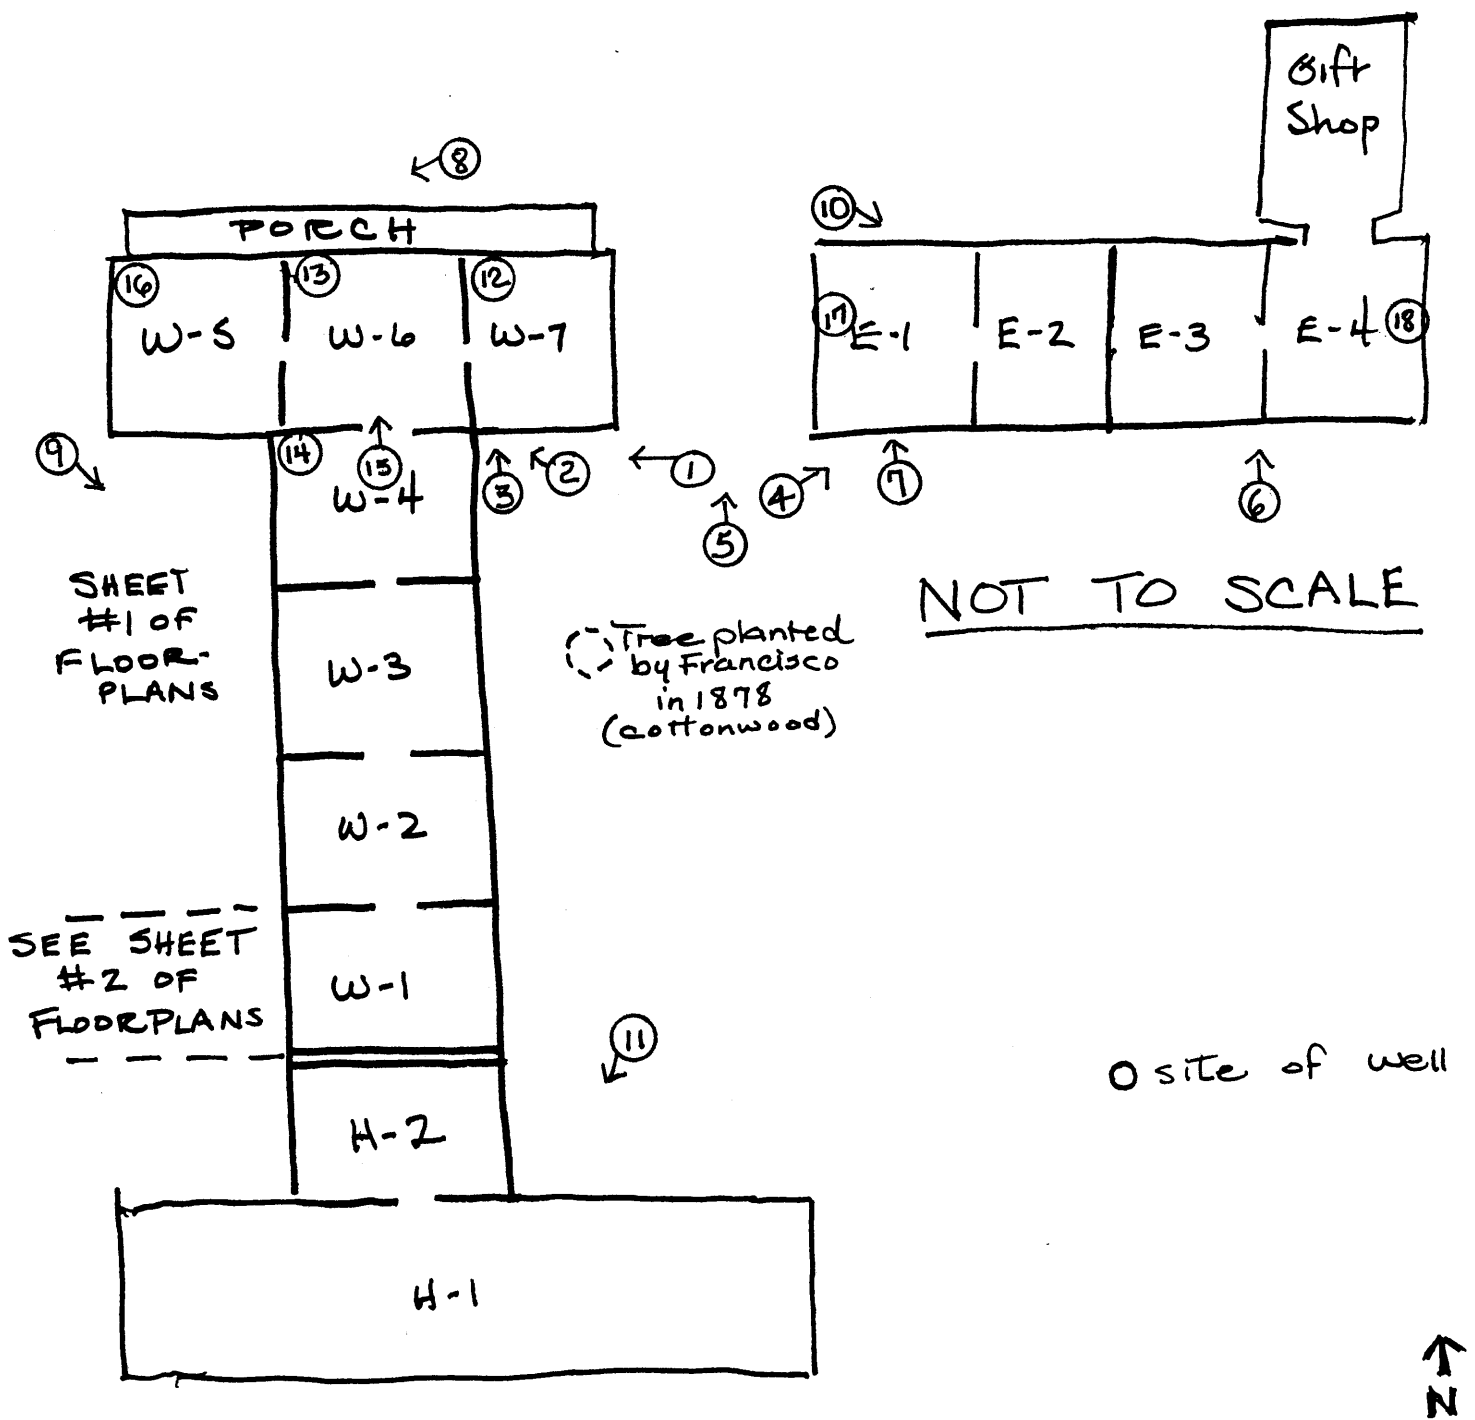 Gift
Shop
8
10
PORCH
16
13
12
17
18
W-5
W-6
W-7
E-1
E-2
E-3
E-4
9
14
15
3
2
1
4
7
6
W-4
5
SHEET
#1 OF
FLOOR-
PLANS
NOT TO SCALE
Tree planted
by Francisco
in 1878
(cottonwood)
W-3
W-2
SEE SHEET
#2 OF
FLOORPLANS
W-1
11
O site of well
H-2
H-1
N